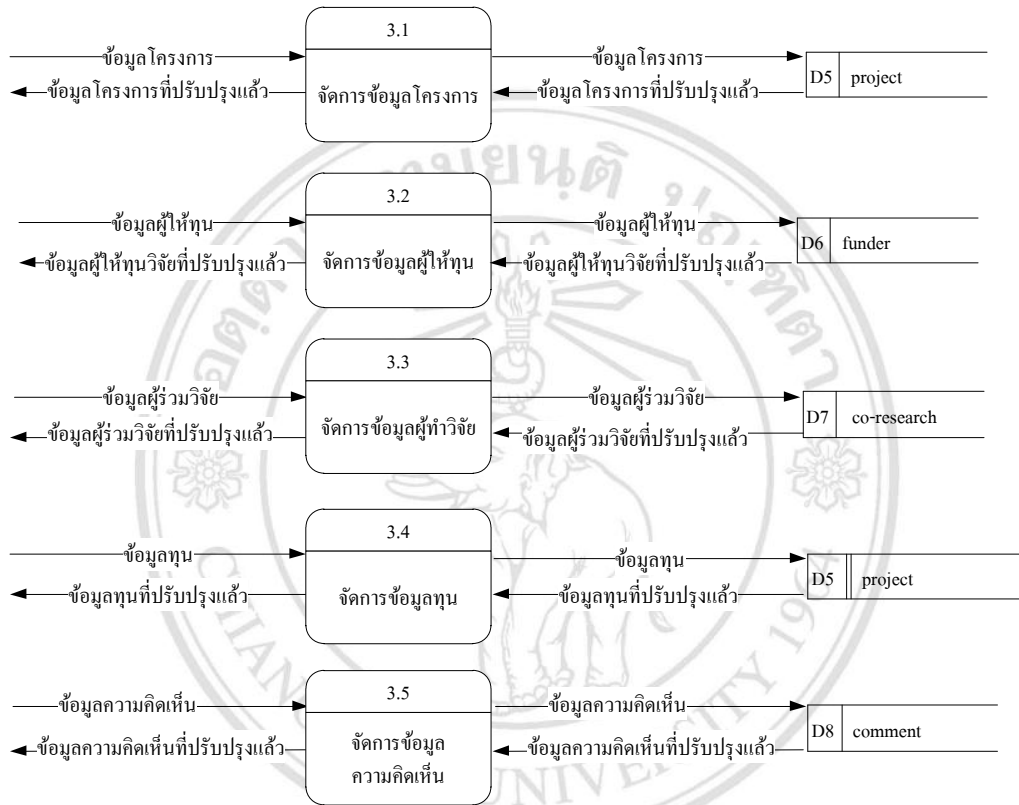 3.1
ข้อมูลโครงการ
ข้อมูลโครงการ
ข้อมูลโครงการที่ปรับปรุงแล้ว
จัดการข้อมูลโครงการ
ข้อมูลโครงการที่ปรับปรุงแล้ว
D5 project
3.2
ข้อมูลผู้ให้ทุน
ข้อมูลผู้ให้ทุน
ข้อมูลผู้ให้ทุนวิจัยที่ปรับปรุงแล้ว
จัดการข้อมูลผู้ให้ทุน
ข้อมูลผู้ให้ทุนวิจัยที่ปรับปรุงแล้ว
D6 funder
3.3
ข้อมูลผู้ร่วมวิจัย
ข้อมูลผู้ร่วมวิจัย
ข้อมูลผู้ร่วมวิจัยที่ปรับปรุงแล้ว
จัดการข้อมูลผู้ทำวิจัย
ข้อมูลผู้ร่วมวิจัยที่ปรับปรุงแล้ว
D7 co-research
3.4
ข้อมูลทุน
ข้อมูลทุน
ข้อมูลทุนที่ปรับปรุงแล้ว
จัดการข้อมูลทุน
ข้อมูลทุนที่ปรับปรุงแล้ว
D5 project
3.5
ข้อมูลความคิดเห็น
ข้อมูลความคิดเห็น
ข้อมูลความคิดเห็นที่ปรับปรุงแล้ว
จัดการข้อมูล
ความคิดเห็น
ข้อมูลความคิดเห็นที่ปรับปรุงแล้ว
D8 comment
UNIVERSITY